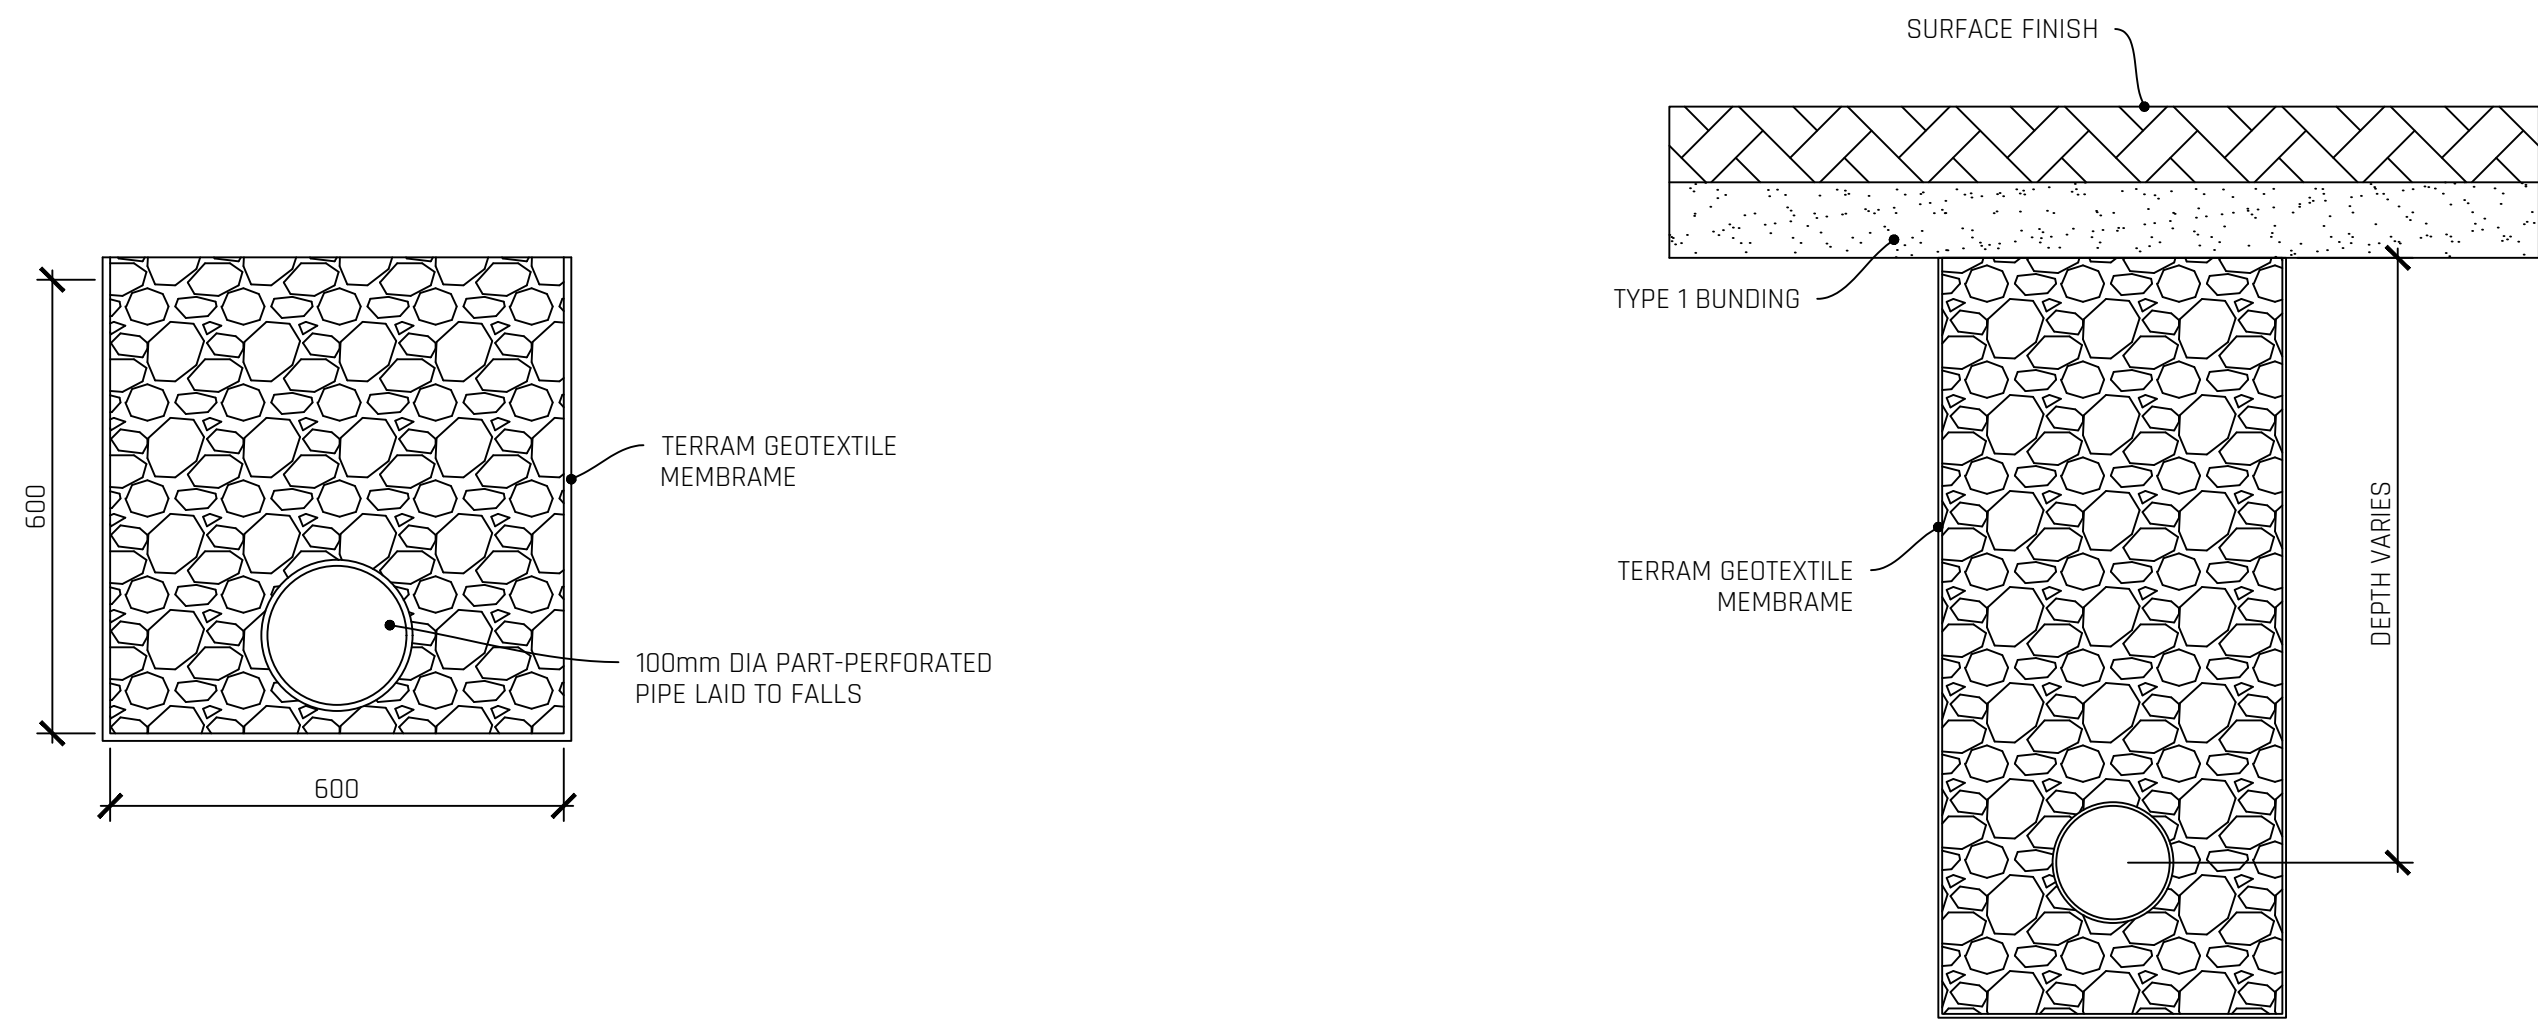 600
TERRAM GEOTEXTILE
MEMBRAME
100mm DIA PART-PERFORATED
PIPE LAID TO FALLS
600
SURFACE FINISH
TYPE 1 BUNDING
TERRAM GEOTEXTILE
MEMBRAME
DEPTH VARIES